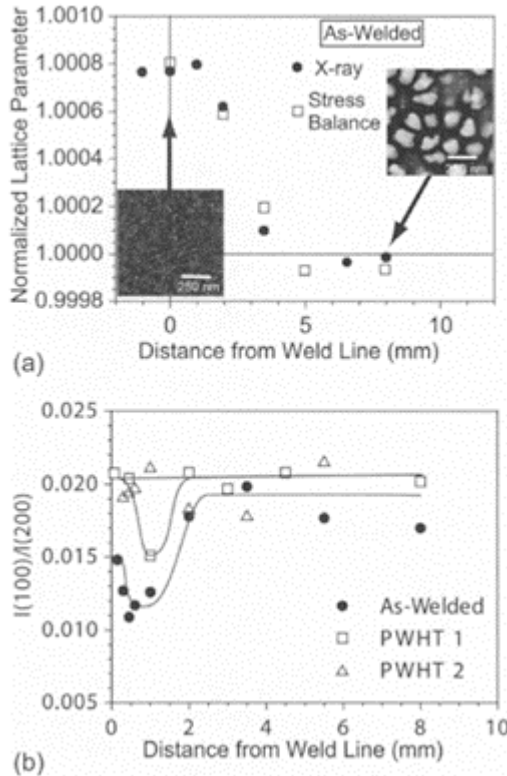 1.0010
1.0008
1.0006
1.0004
1.0002
1.0000
0.9998
Normalized Lattice Parameter
As-Welded
X-ray
Stress
Balance
250 nm
0 5 10
Distance from Weld Line (mm)
(a)
0.025
0.020
0.015
0.010
0.005
I(100)/I(200)
As-Welded
PWHT 1
PWHT 2
0 2 4 6 8 10
Distance from Weld Line (mm)
(b)